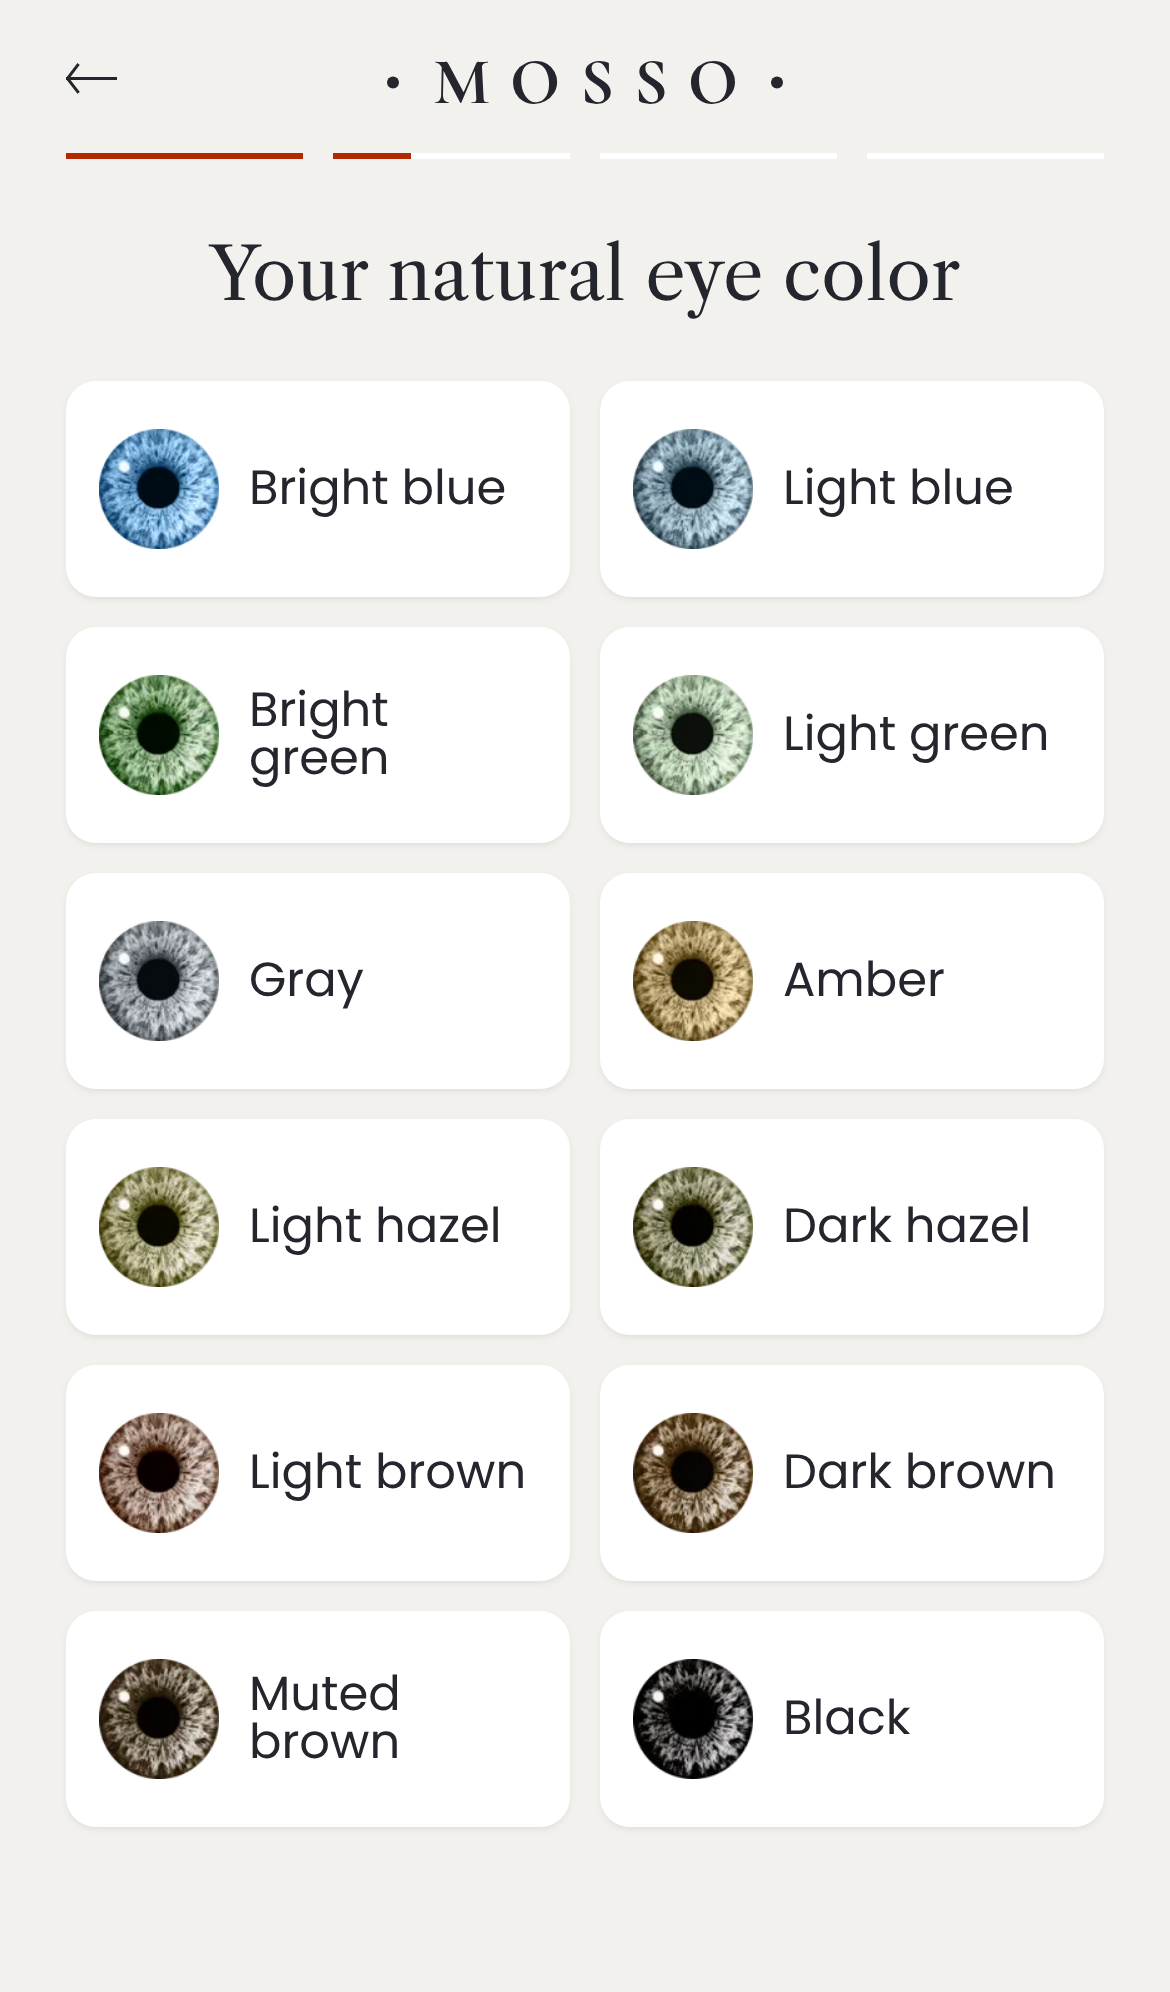 • MOSSO •
Your natural eye color
Bright blue
Light blue
Bright
green
Light green
Gray
Amber
Light hazel
Dark hazel
Light brown
Dark brown
Muted
brown
Black